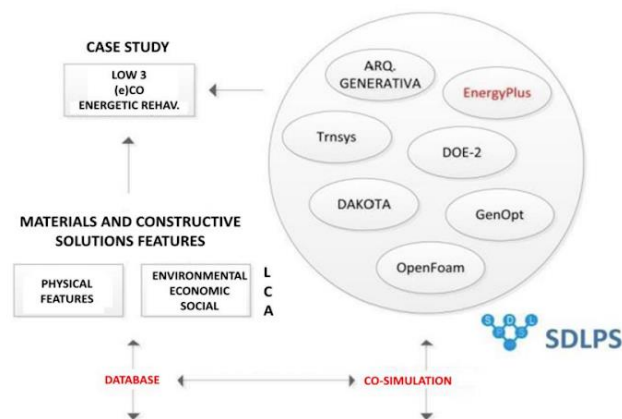 CASE STUDY
LOW 3
(e)CO
ENERGETIC REHAV.
ARQ.
GENERATIVA
EnergyPlus
Trnsys
DOE-2
DAKOTA
GenOpt
OpenFoam
MATERIALS AND CONSTRUCTIVE
SOLUTIONS FEATURES
PHYSICAL
FEATURES
ENVIRONMENTAL
ECONOMIC
SOCIAL
L
C
A
S D L
P S
SDLPS
DATABASE
CO-SIMULATION